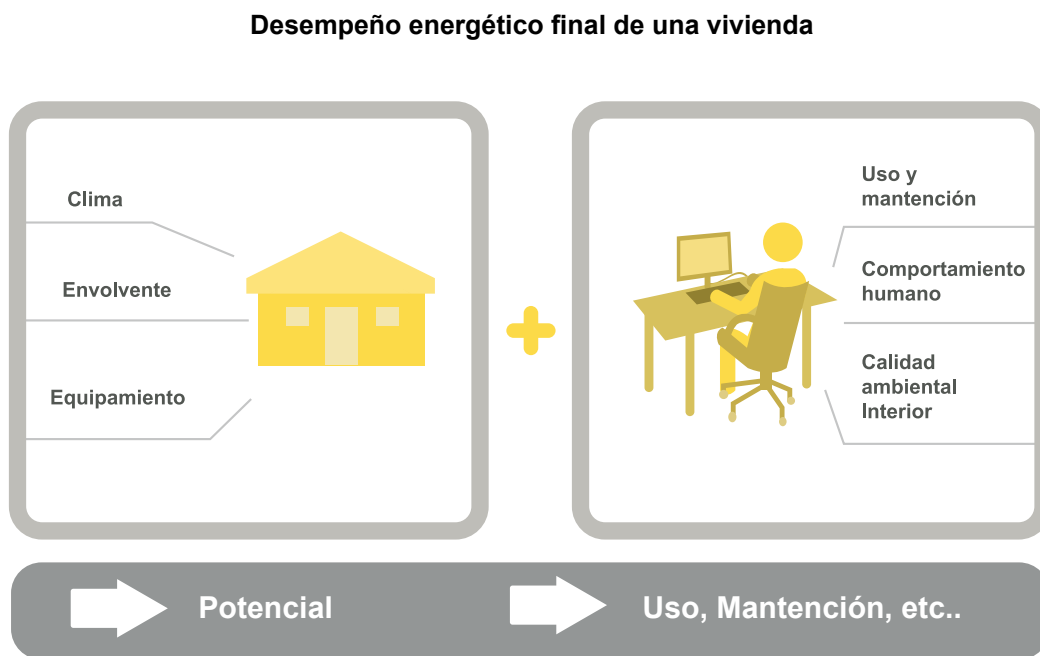 Desempeño energético final de una vivienda
Clima
Envolvente
Equipamiento
Uso y
mantención
Comportamiento
humano
Calidad
ambiental
Interior
Potencial
Uso, Mantención, etc..